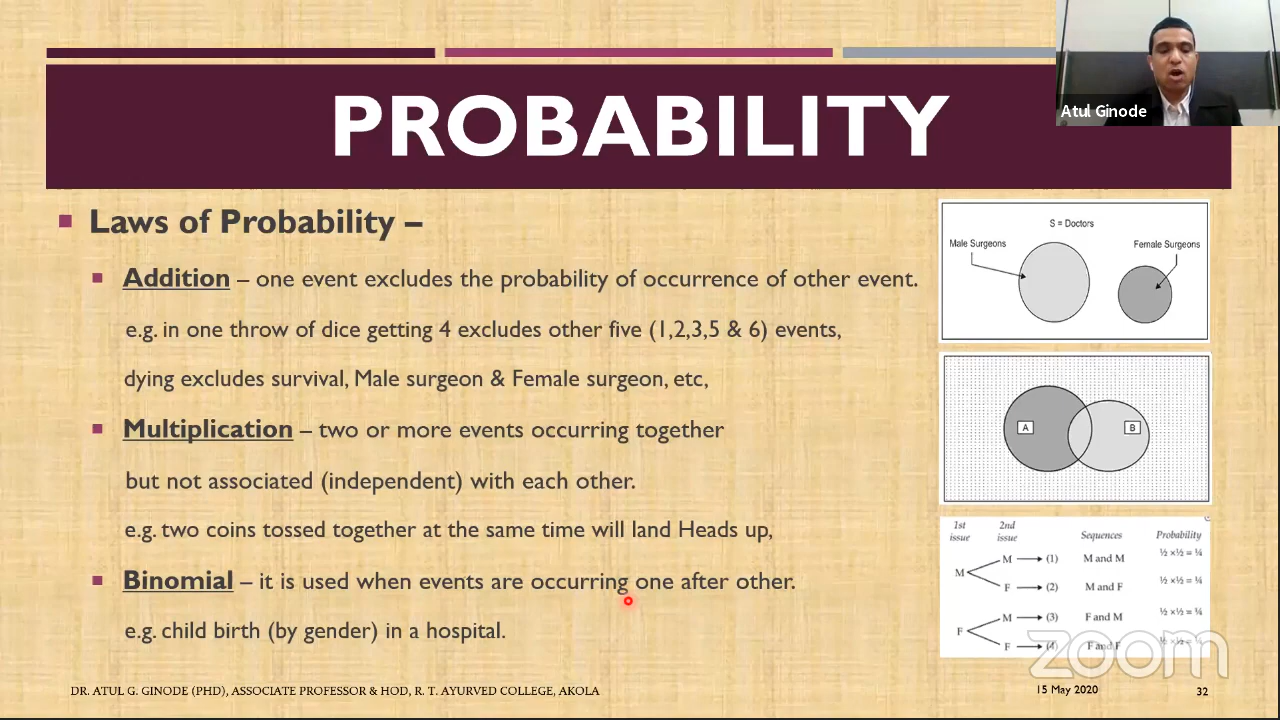 PROBABILITY
Atul Ginode
Laws of Probability –
Addition – one event excludes the probability of occurrence of other event.
e.g. in one throw of dice getting 4 excludes other five (1,2,3,5 & 6) events,
dying excludes survival, Male surgeon & Female surgeon, etc,
Multiplication – two or more events occurring together
but not associated (independent) with each other.
e.g. two coins tossed together at the same time will land Heads up,
Binomial – it is used when events are occurring one after other.
e.g. child birth (by gender) in a hospital.
S = Doctors
Male Surgeons Female Surgeons
A B
1st 2nd
issue issue Sequences Probability
M (1) M and M ½ ×½ = ¼
M
F (2) M and F ½ ×½ = ¼
M (3) F and M ½ ×½ = ¼
F
F (4) F and F ½ ×½ = ¼
zoom
DR. ATUL G. GINODE (PHD), ASSOCIATE PROFESSOR & HOD, R. T. AYURVED COLLEGE, AKOLA
15 May 2020
32